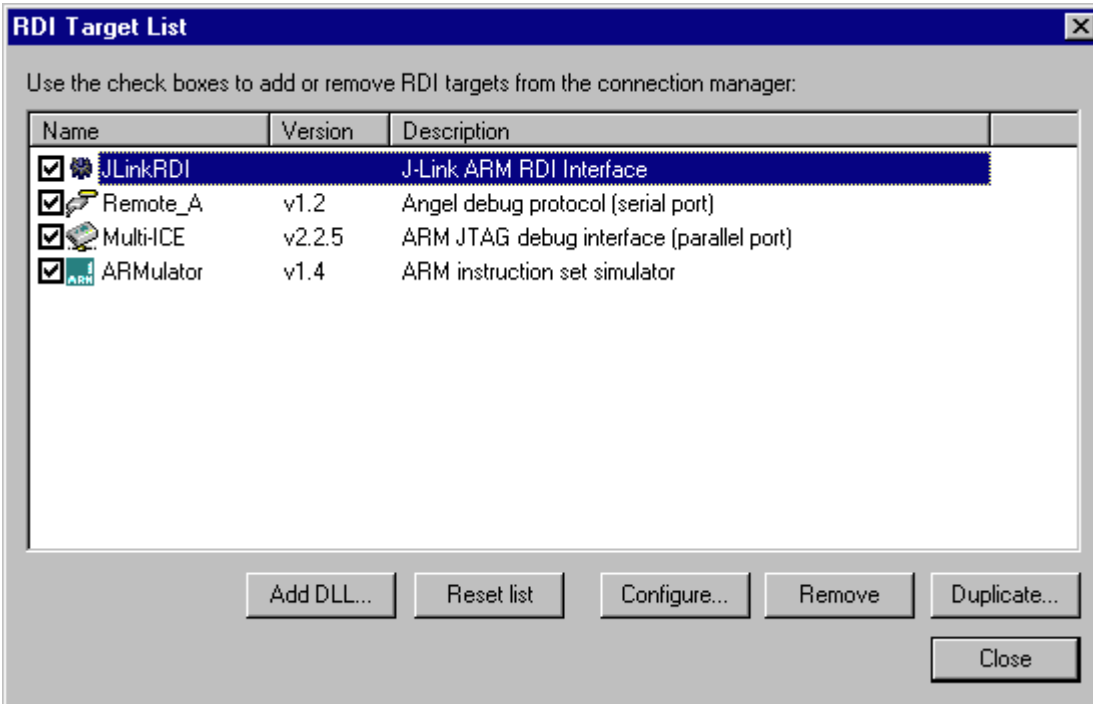 RDI Target List
Use the check boxes to add or remove RDI targets from the connection manager:
Name Version Description
JLinkRDI J-Link ARM RDI Interface
Remote_A v1.2 Angel debug protocol (serial port)
Multi-ICE v2.2.5 ARM JTAG debug interface (parallel port)
ARM ARMulator v1.4 ARM instruction set simulator
Add DLL... Reset list Configure... Remove Duplicate...
Close